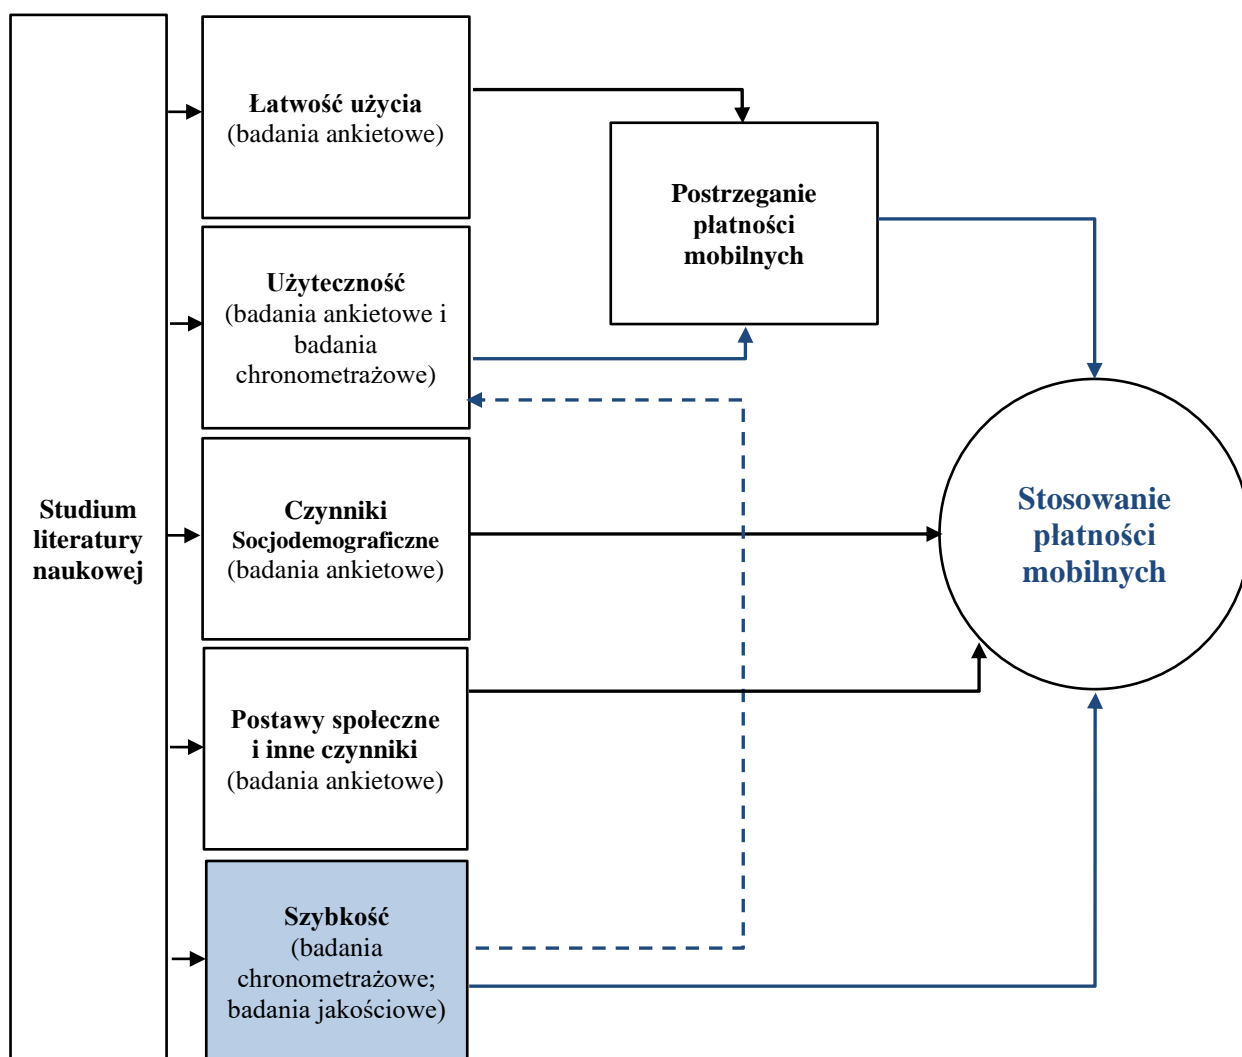 Studium
literatury
naukowej
Łatwość użycia
(badania ankietowe)
Użyteczność
(badania ankietowe i
badania
chronometrażowe)
Czynniki
Socjodemograficzne
(badania ankietowe)
Postawy społeczne
i inne czynniki
(badania ankietowe)
Szybkość
(badania
chronometrażowe;
badania jakościowe)
Postrzeganie
płatności
mobilnych
Stosowanie
płatności
mobilnych